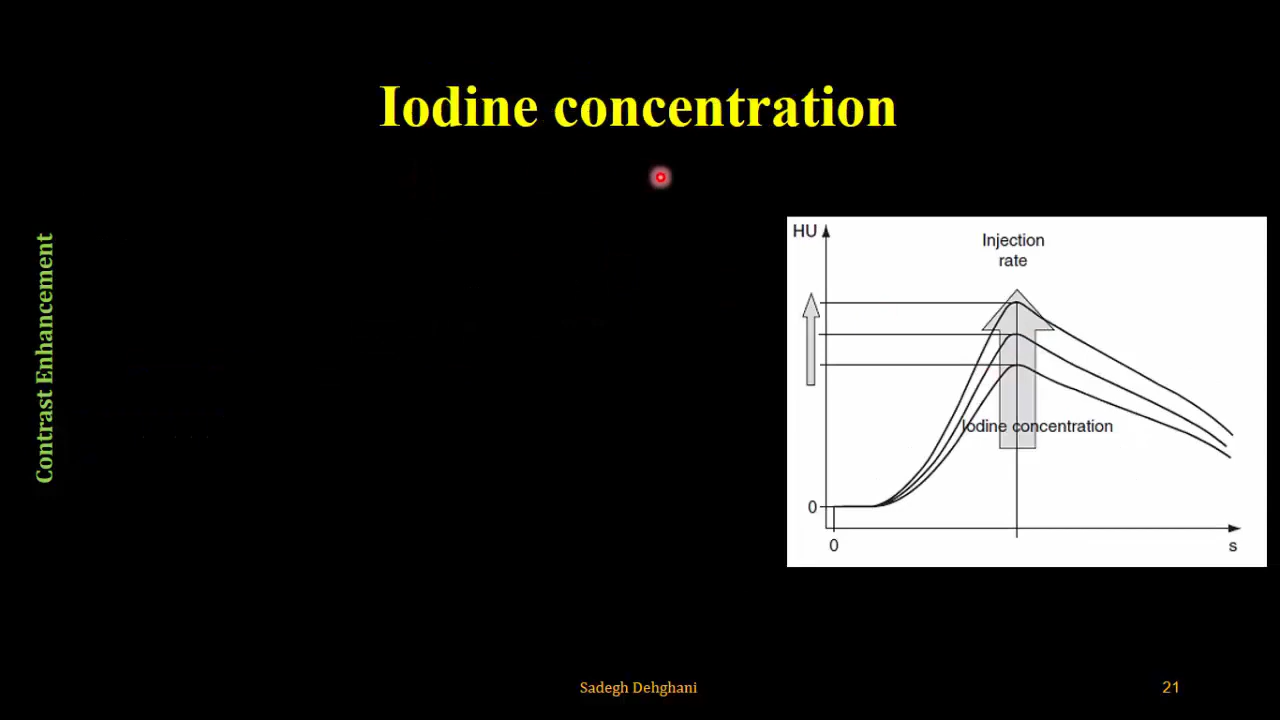 Iodine concentration
Contrast Enhancement
HU
Injection
rate
Iodine concentration
0
0
s
Sadegh Dehghani
21